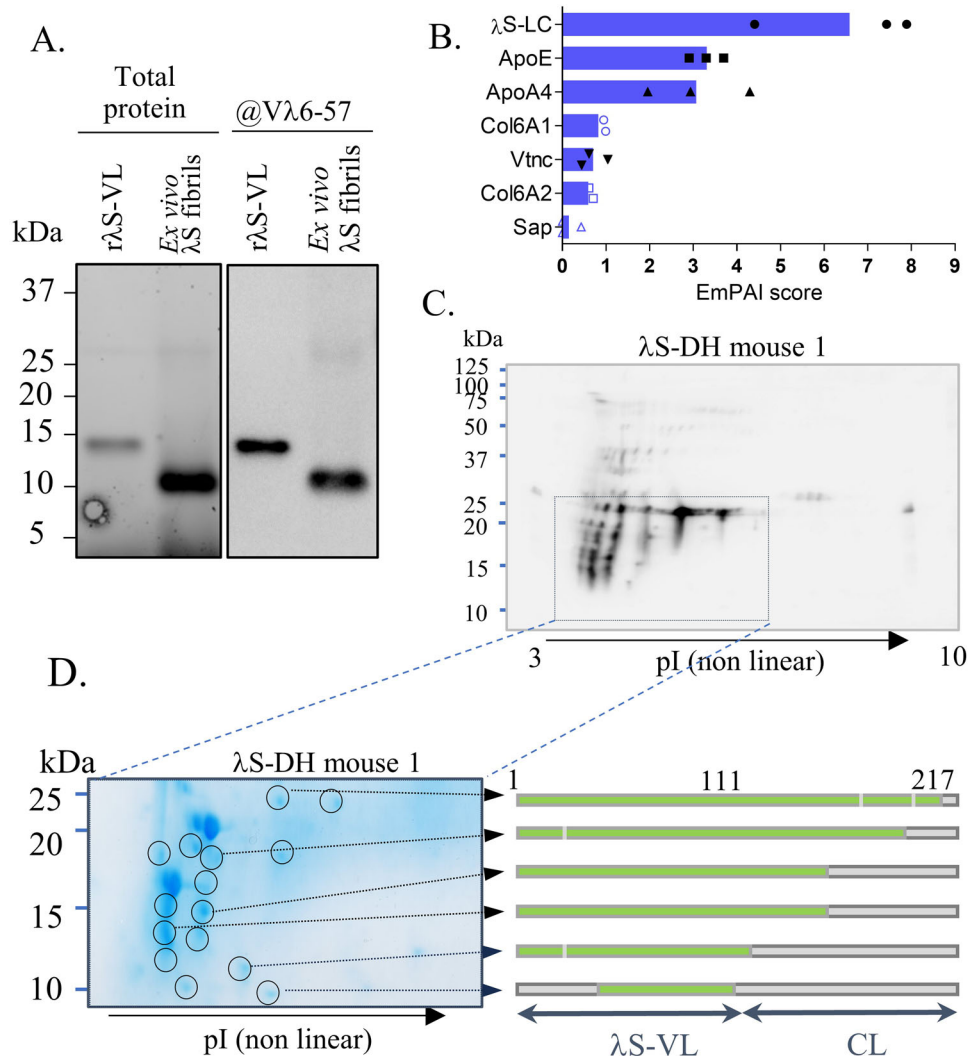 A.
Total
protein
@Vλ6-57
rλS-VL
Ex vivo
λS fibrils
rλS-VL
Ex vivo
λS fibrils
kDa
37
25
20
15
10
5
B.
λS-LC
ApoE
ApoA4
Col6A1
Vtnc
Col6A2
Sap
0 1 2 3 4 5 6 7 8 9
EmPAI score
C.
kDa
λS-DH mouse 1
125
100
75
50
37
25
20
15
10
3 pI (non linear) 10
D.
kDa
λS-DH mouse 1
25
20
15
10
pI (non linear)
1 111 217
λS-VL CL